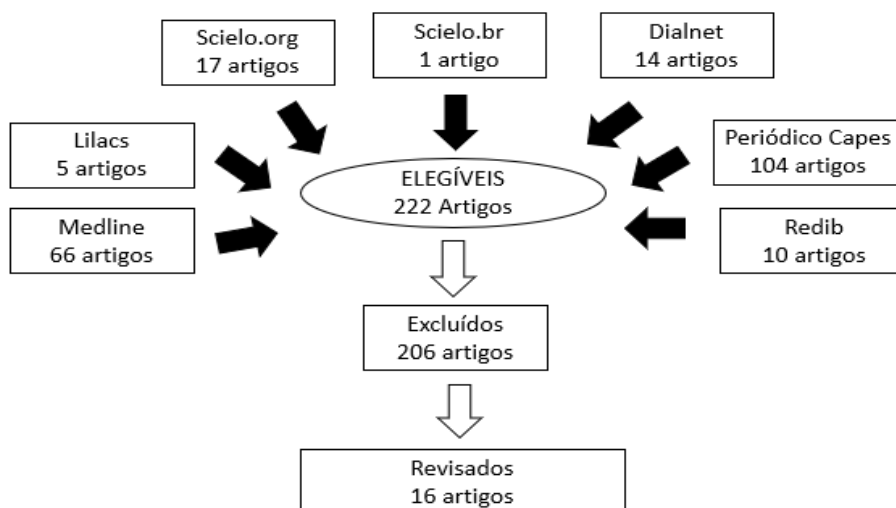 Scielo.org
17 artigos
Scielo.br
1 artigo
Dialnet
14 artigos
Lilacs
5 artigos
Periódico Capes
104 artigos
ELEGÍVEIS
222 Artigos
Medline
66 artigos
Redib
10 artigos
Excluídos
206 artigos
Revisados
16 artigos